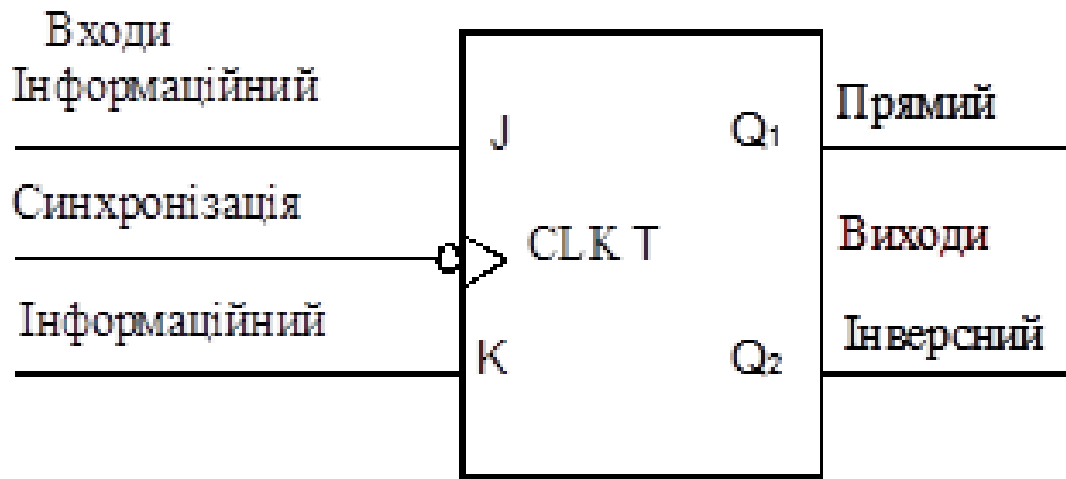 Входи
Інформаційний
J
Q1
Прямий
Синхронізація
CLK T
Виходи
Інформаційний
K
Q2
Інверсний